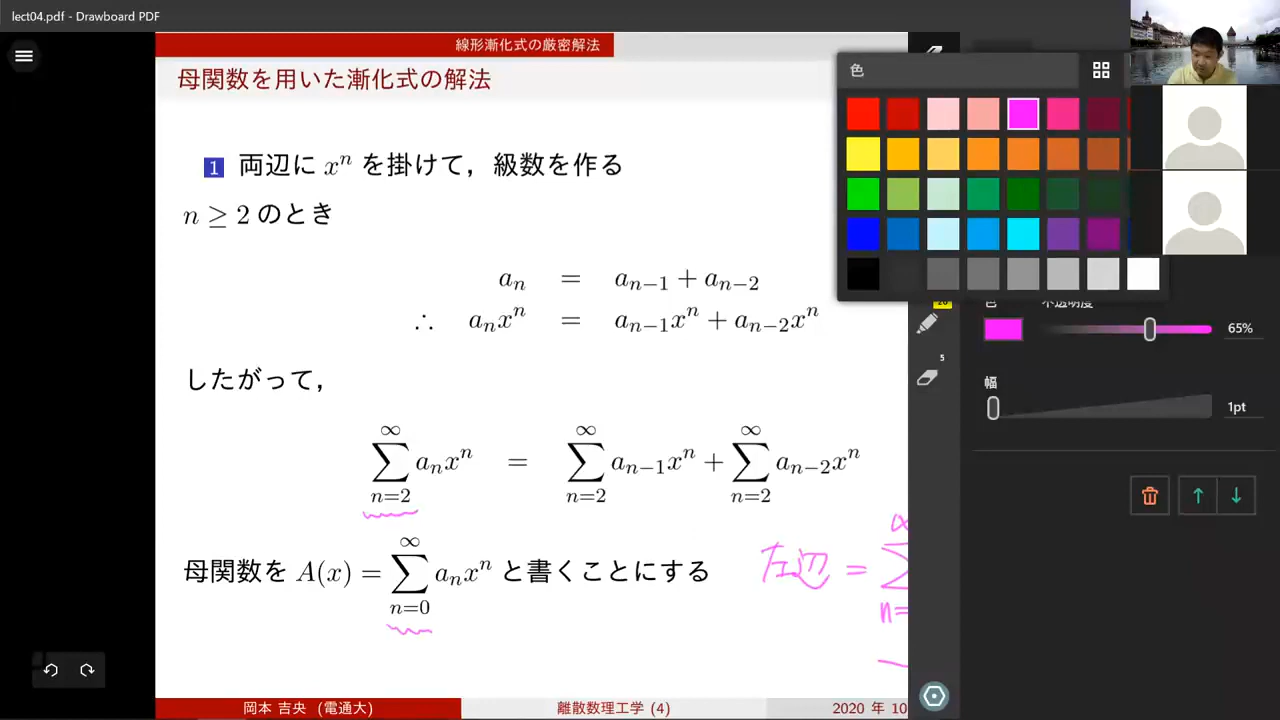 lect04.pdf - Drawboard PDF
線形漸化式の厳密解法
母関数を用いた漸化式の解法
1 両辺に xⁿ を掛けて，級数を作る
n ≥ 2 のとき
aₙ = aₙ₋₁ + aₙ₋₂
∴ aₙxⁿ = aₙ₋₁xⁿ + aₙ₋₂xⁿ
したがって，
∑_{n=2}^{∞} aₙxⁿ = ∑_{n=2}^{∞} aₙ₋₁xⁿ + ∑_{n=2}^{∞} aₙ₋₂xⁿ
母関数を A(x) = ∑_{n=0}^{∞} aₙxⁿ と書くことにする
左辺 = ∑_{n=}^{∞}
岡本 吉央 (電通大)
離散数理工学 (4)
2020 年 10
色
色
不透明度
65%
幅
1pt
5